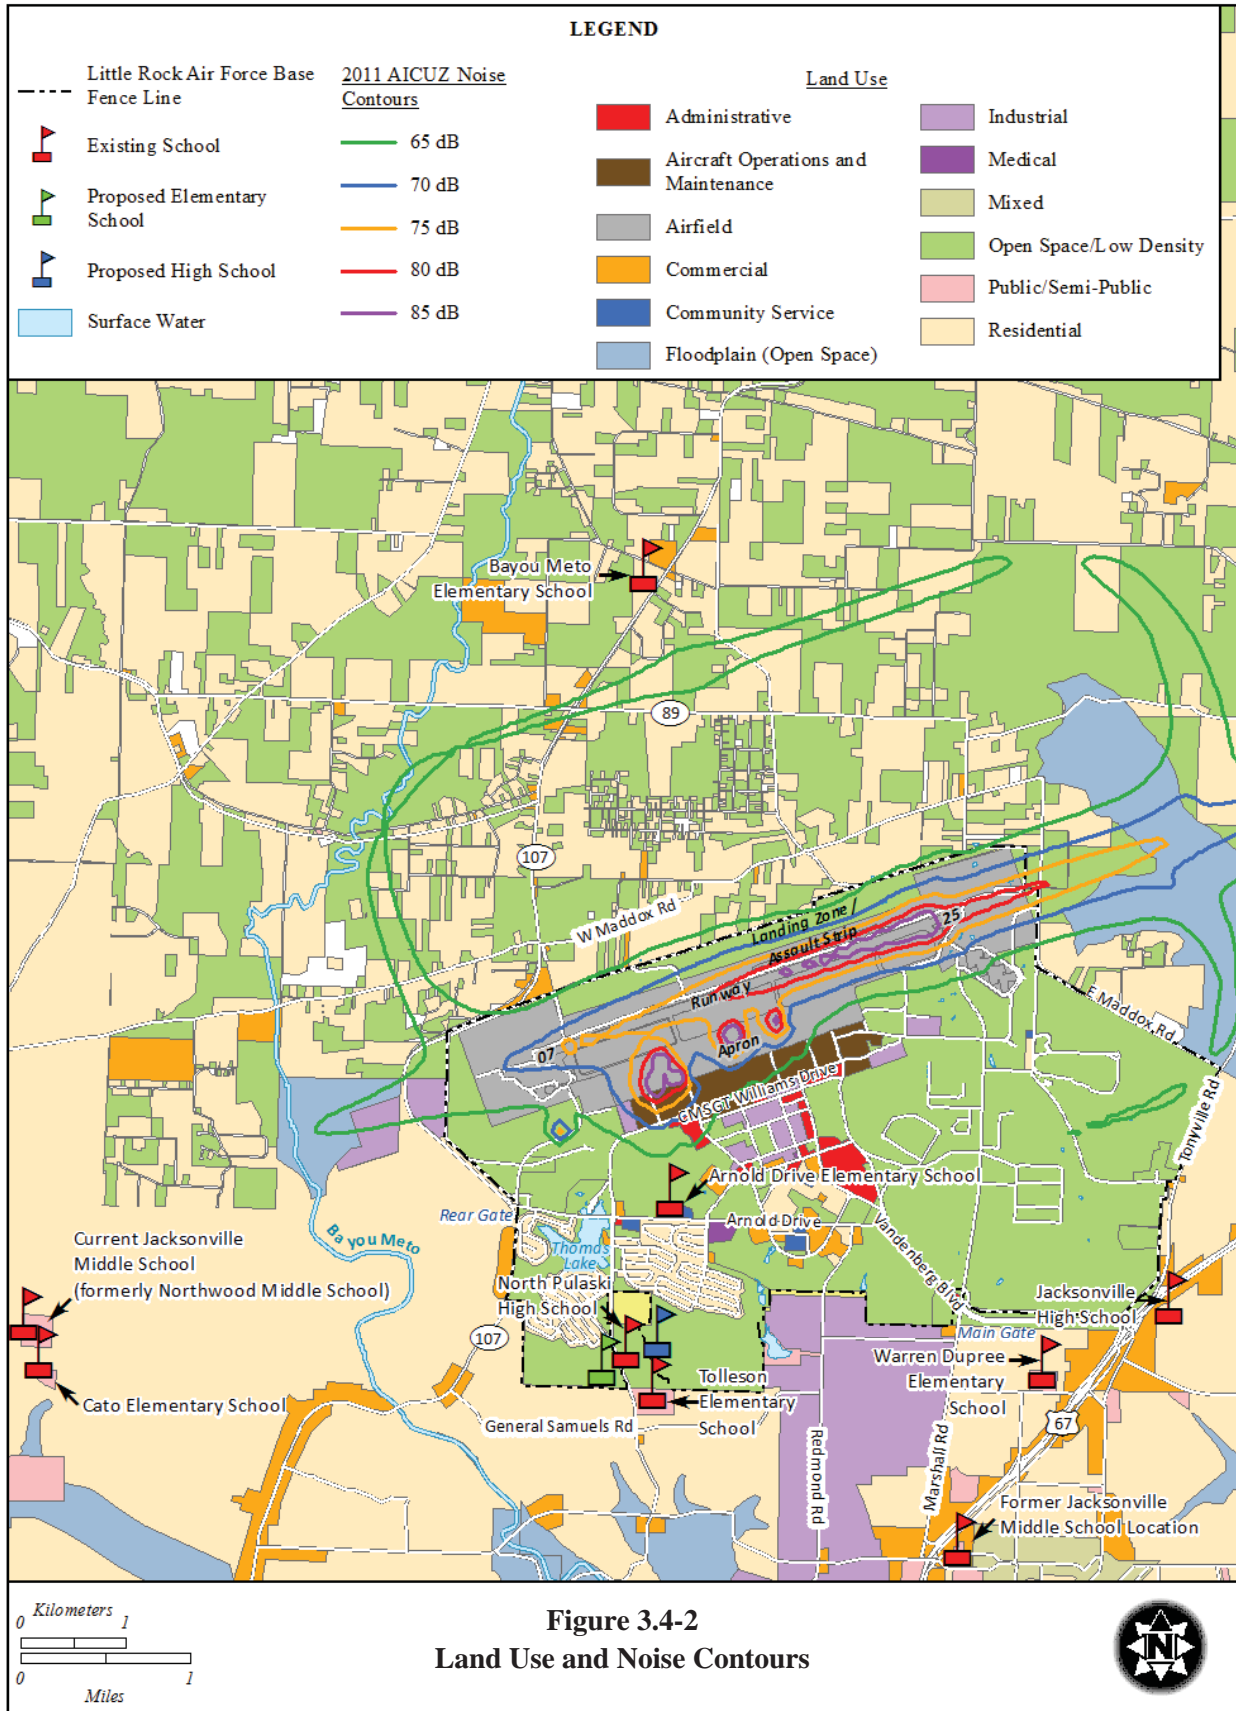 LEGEND
Little Rock Air Force Base
Fence Line
Existing School
Proposed Elementary
School
Proposed High School
Surface Water
2011 AICUZ Noise
Contours
65 dB
70 dB
75 dB
80 dB
85 dB
Land Use
Administrative
Aircraft Operations and
Maintenance
Airfield
Commercial
Community Service
Floodplain (Open Space)
Industrial
Medical
Mixed
Open Space/Low Density
Public/Semi-Public
Residential
Bayou Meto
Elementary School
89
107
W Maddox Rd
Landing Zone /
Assault Strip
25
Runway
07
Apron
CMSGT Williams Drive
E Maddox Rd
Tonyville Rd
Arnold Drive Elementary School
Rear Gate
Arnold Drive
Thomas
Lake
Bayou Meto
Vandenberg Blvd
Current Jacksonville
Middle School
(formerly Northwood Middle School)
North Pulaski
High School
Jacksonville
High School
Main Gate
107
Warren Dupree
Elementary
School
Tolleson
Elementary
School
Cato Elementary School
General Samuels Rd
67
Redmond Rd
Marshall Rd
Former Jacksonville
Middle School Location
Kilometers
0 1
0 1
Miles
Figure 3.4-2
Land Use and Noise Contours
N